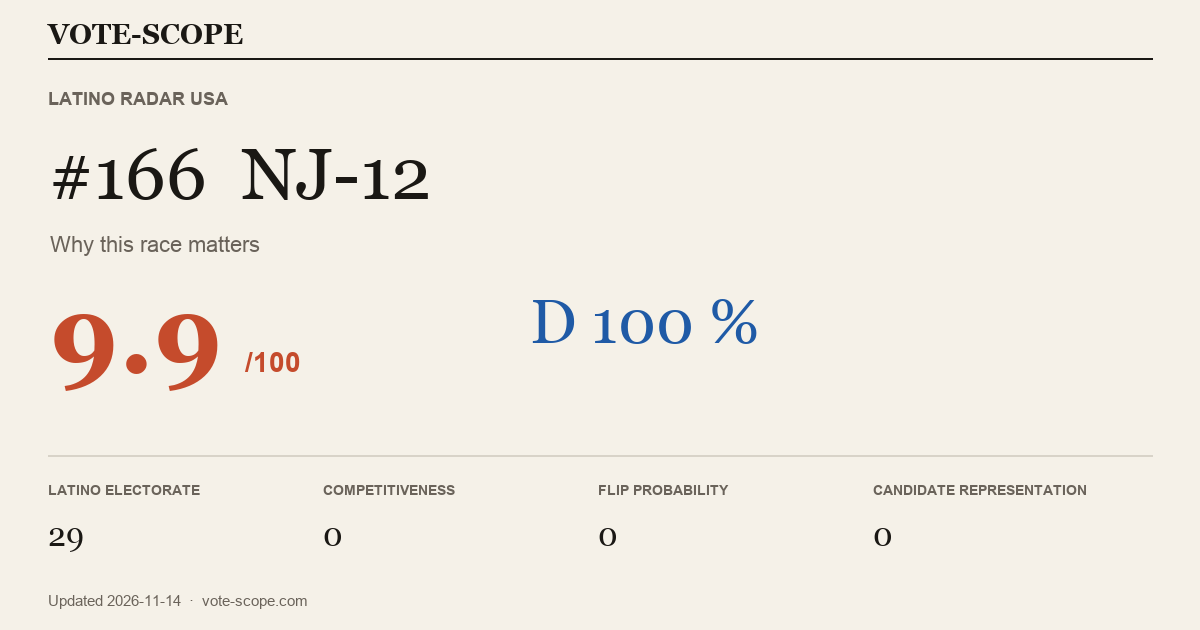 VOTE-SCOPE
LATINO RADAR USA
#166 NJ-12
Why this race matters
9.9 /100
D 100 %
LATINO ELECTORATE COMPETITIVENESS FLIP PROBABILITY CANDIDATE REPRESENTATION
29 0 0 0
Updated 2026-11-14 · vote-scope.com